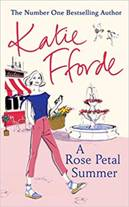 The Number One Bestselling Author
Katie
Fforde
A
Rose Petal
Summer